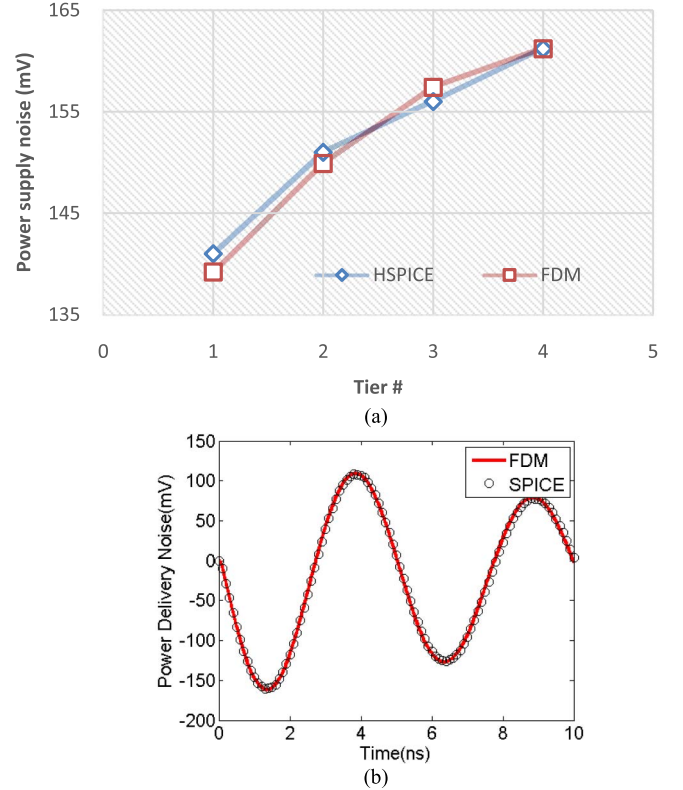 165
155
145
135
Power supply noise (mV)
HSPICE
FDM
0 1 2 3 4 5
Tier #
(a)
150
100
50
0
-50
-100
-150
-200
Power Delivery Noise(mV)
FDM
SPICE
0 2 4 6 8 10
Time(ns)
(b)